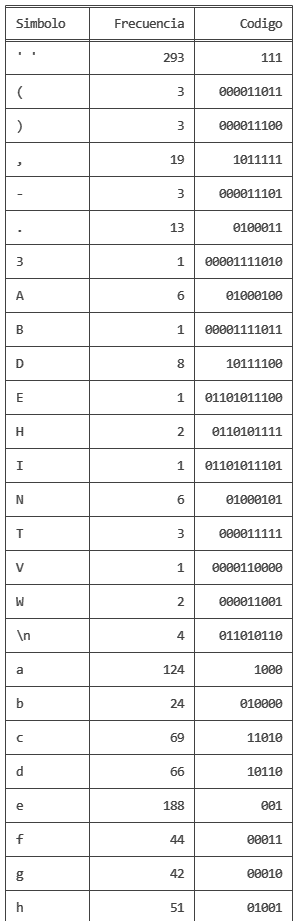 Simbolo Frecuencia Codigo
' ' 293 111
( 3 000011011
) 3 000011100
, 19 1011111
- 3 000011101
. 13 0100011
3 1 00001111010
A 6 01000100
B 1 00001111011
D 8 10111100
E 1 01101011100
H 2 0110101111
I 1 01101011101
N 6 01000101
T 3 000011111
V 1 0000110000
W 2 000011001
\n 4 011010110
a 124 1000
b 24 010000
c 69 11010
d 66 10110
e 188 001
f 44 00011
g 42 00010
h 51 01001